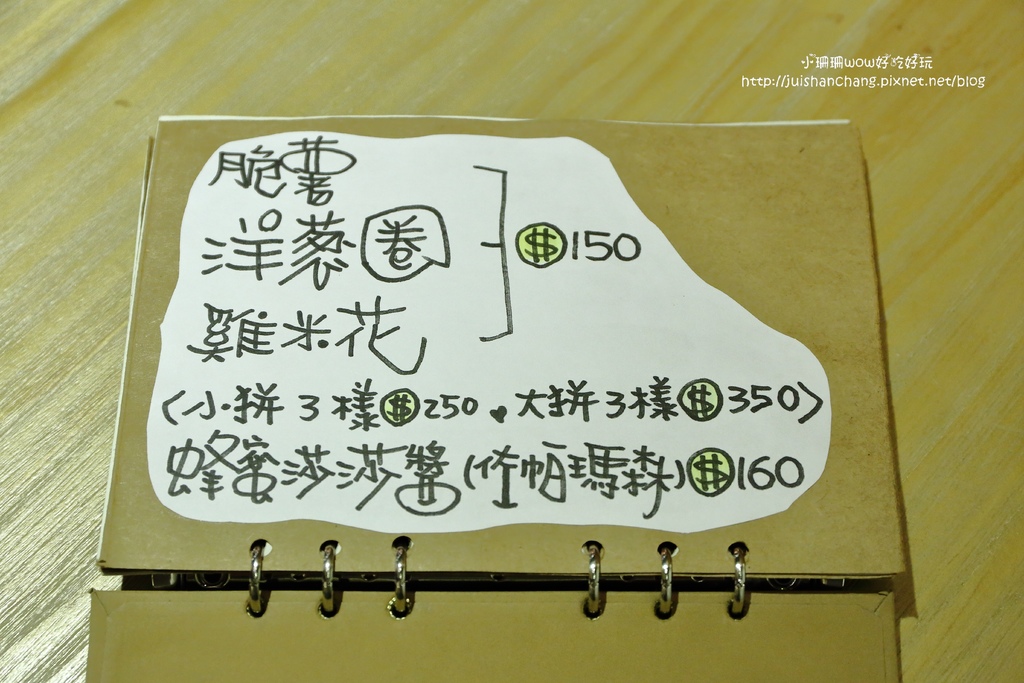 小珊珊wow好吃好玩
http://juishanchang.pixnet.net/blog
脆薯
洋蔥圈
$150
雞米花
(小拼3樣$250 大拼3樣$350)
蜂蜜莎莎醬(佐帕瑪森)$160